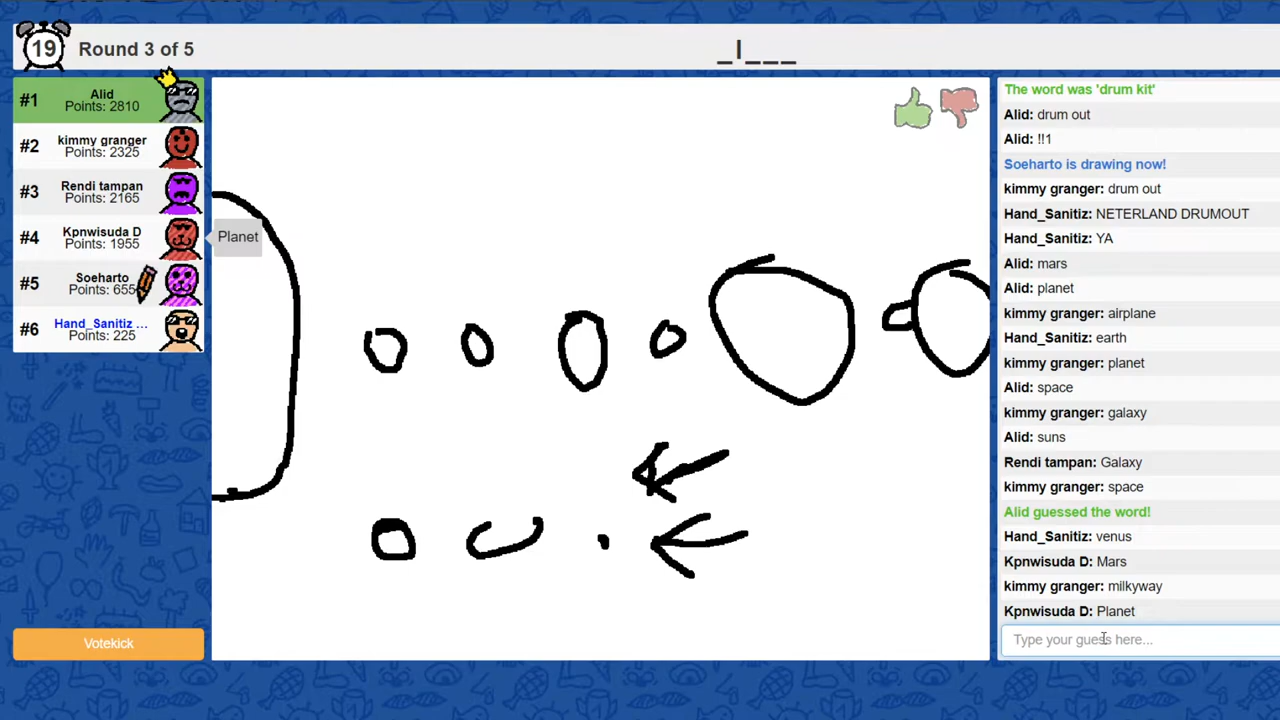 19
Round 3 of 5
_l___
#1
Alid
Points: 2810
#2
kimmy granger
Points: 2325
#3
Rendi tampan
Points: 2165
#4
Kpnwisuda D
Points: 1955
Planet
#5
Soeharto
Points: 655
#6
Hand_Sanitiz ...
Points: 225
Votekick
The word was 'drum kit'
Alid: drum out
Alid: !!1
Soeharto is drawing now!
kimmy granger: drum out
Hand_Sanitiz: NETERLAND DRUMOUT
Hand_Sanitiz: YA
Alid: mars
Alid: planet
kimmy granger: airplane
Hand_Sanitiz: earth
kimmy granger: planet
Alid: space
kimmy granger: galaxy
Alid: suns
Rendi tampan: Galaxy
kimmy granger: space
Alid guessed the word!
Hand_Sanitiz: venus
Kpnwisuda D: Mars
kimmy granger: milkyway
Kpnwisuda D: Planet
Type your guess here...